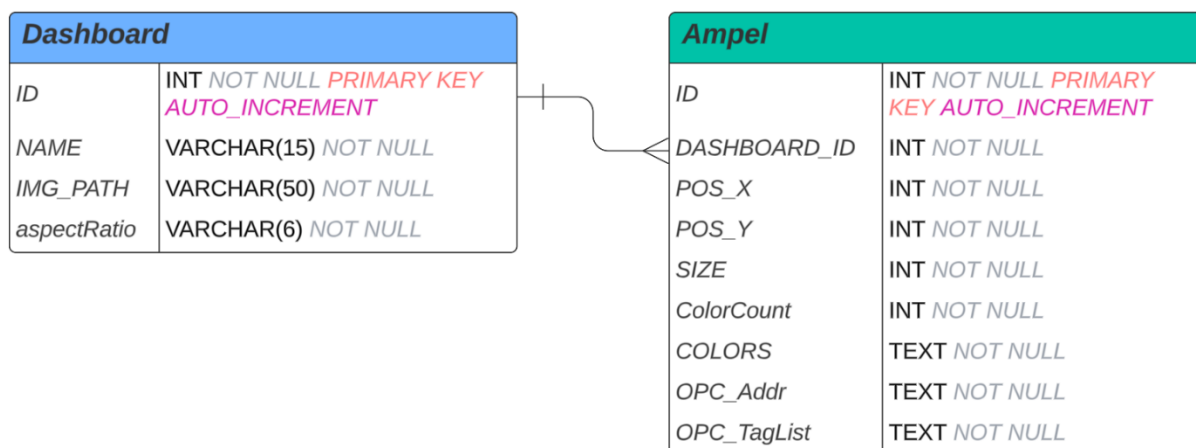 Dashboard
ID INT NOT NULL PRIMARY KEY
AUTO_INCREMENT
NAME VARCHAR(15) NOT NULL
IMG_PATH VARCHAR(50) NOT NULL
aspectRatio VARCHAR(6) NOT NULL
Ampel
ID INT NOT NULL PRIMARY
KEY AUTO_INCREMENT
DASHBOARD_ID INT NOT NULL
POS_X INT NOT NULL
POS_Y INT NOT NULL
SIZE INT NOT NULL
ColorCount INT NOT NULL
COLORS TEXT NOT NULL
OPC_Addr TEXT NOT NULL
OPC_TagList TEXT NOT NULL